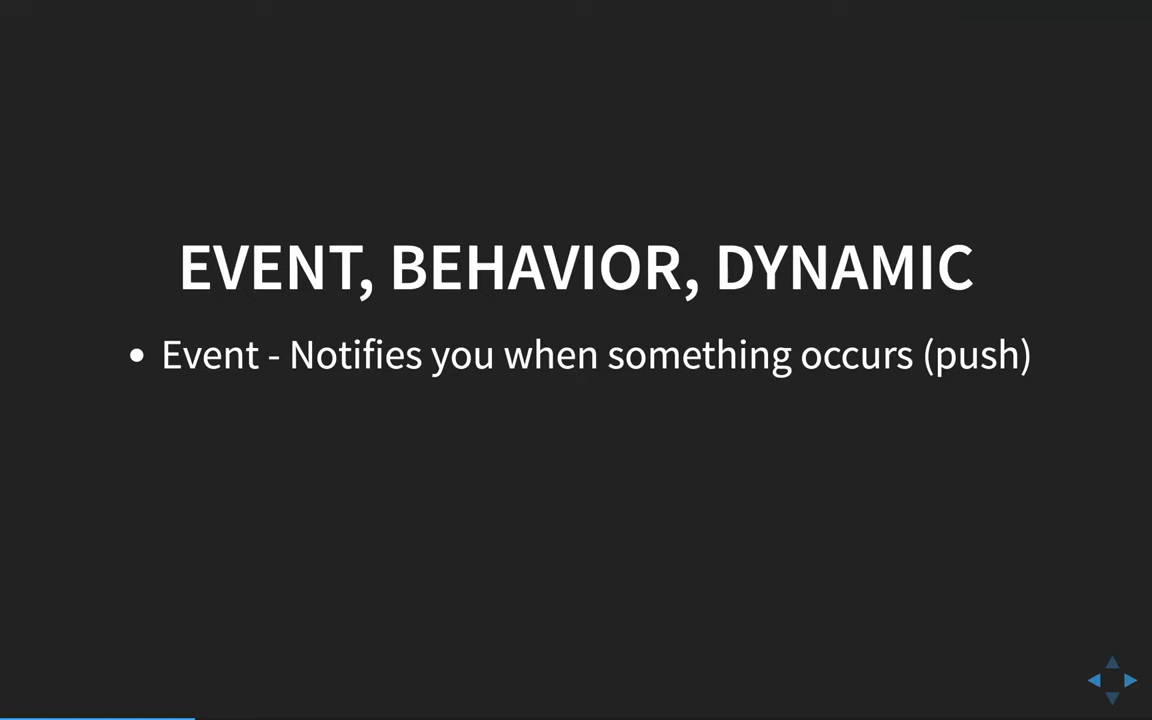 EVENT, BEHAVIOR, DYNAMIC
• Event - Notifies you when something occurs (push)